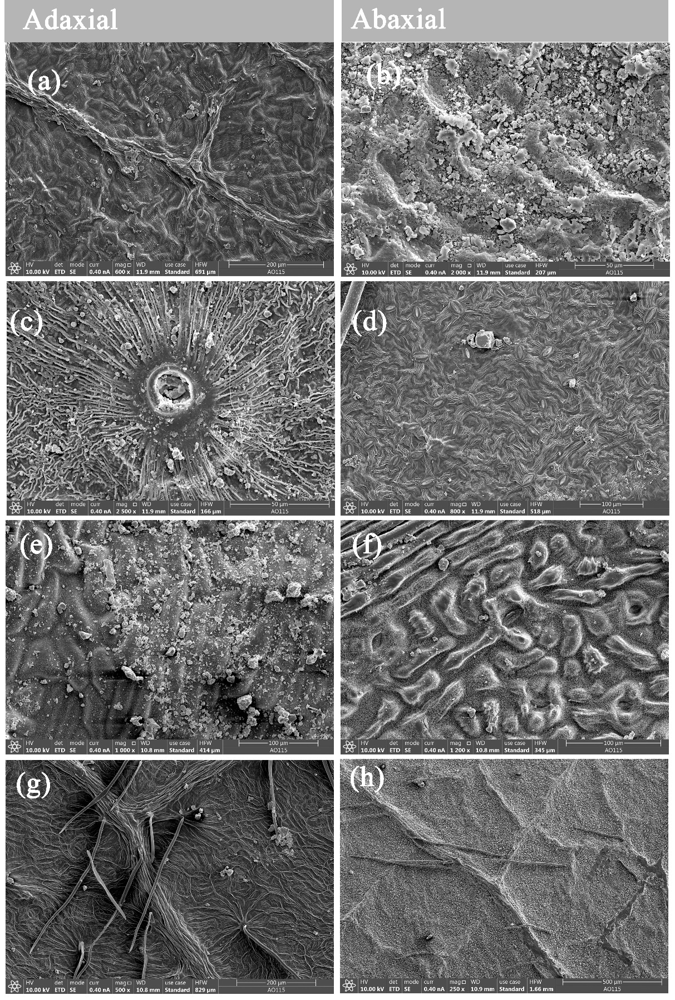 Adaxial
Abaxial
(a)
HV det mode curr mag □ WD use case HFW 200 µm
10.00 kV ETD SE 0.40 nA 600 x 11.9 mm Standard 691 µm AO115
(b)
HV det mode curr mag □ WD use case HFW 50 µm
10.00 kV ETD SE 0.40 nA 2 000 x 11.9 mm Standard 207 µm AO115
(c)
HV det mode curr mag □ WD use case HFW 50 µm
10.00 kV ETD SE 0.40 nA 2 500 x 11.9 mm Standard 166 µm AO115
(d)
HV det mode curr mag □ WD use case HFW 100 µm
10.00 kV ETD SE 0.40 nA 800 x 11.9 mm Standard 518 µm AO115
(e)
HV det mode curr mag □ WD use case HFW 100 µm
10.00 kV ETD SE 0.40 nA 1 000 x 10.8 mm Standard 414 µm AO115
(f)
HV det mode curr mag □ WD use case HFW 100 µm
10.00 kV ETD SE 0.40 nA 1 200 x 10.8 mm Standard 345 µm AO115
(g)
HV det mode curr mag □ WD use case HFW 200 µm
10.00 kV ETD SE 0.40 nA 500 x 10.8 mm Standard 829 µm AO115
(h)
HV det mode curr mag □ WD use case HFW 500 µm
10.00 kV ETD SE 0.40 nA 250 x 10.9 mm Standard 1.66 mm AO115